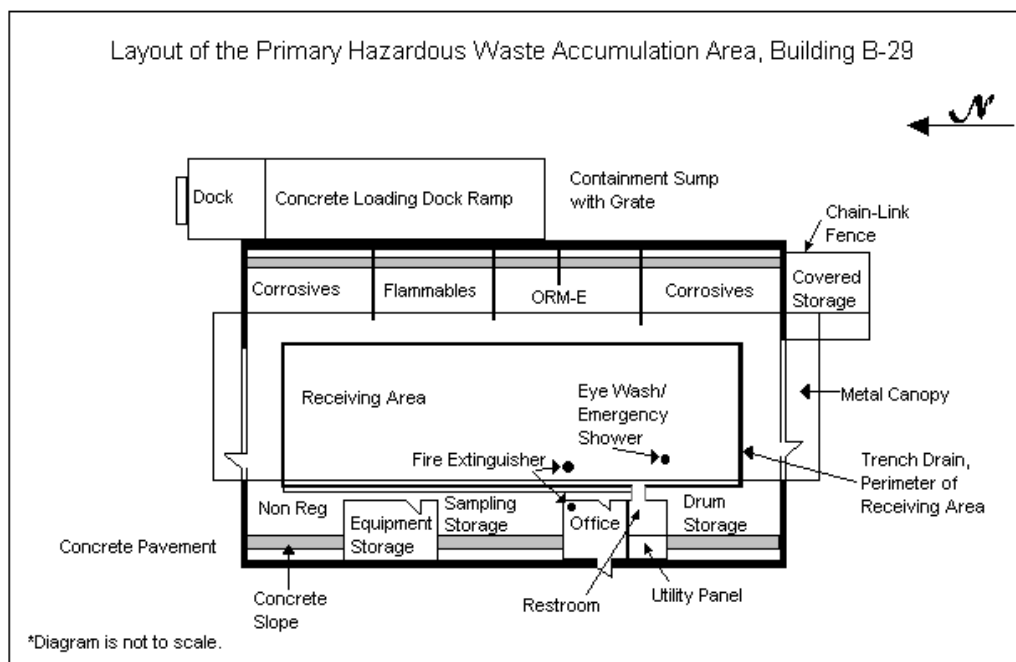 Layout of the Primary Hazardous Waste Accumulation Area, Building B-29
N
Dock
Concrete Loading Dock Ramp
Containment Sump
with Grate
Chain-Link
Fence
Corrosives
Flammables
ORM-E
Corrosives
Covered
Storage
Receiving Area
Eye Wash/
Emergency
Shower
Metal Canopy
Fire Extinguisher
Trench Drain,
Perimeter of
Receiving Area
Non Reg
Equipment
Storage
Sampling
Storage
Office
Drum
Storage
Concrete Pavement
Concrete
Slope
Restroom
Utility Panel
*Diagram is not to scale.